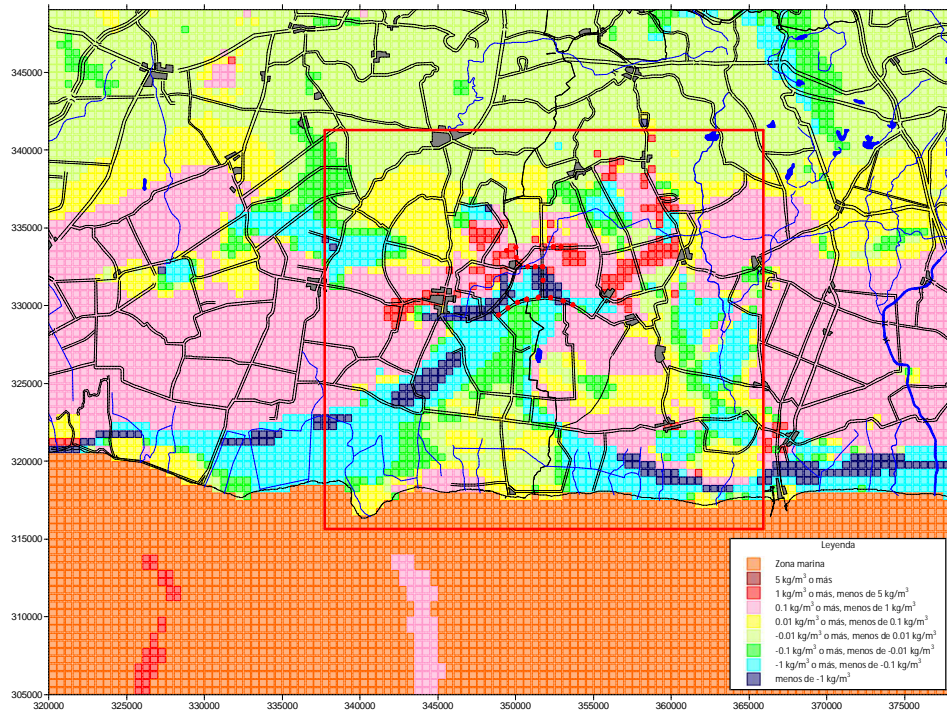 345000
340000
335000
330000
325000
320000
315000
310000
305000
320000 325000 330000 335000 340000 345000 350000 355000 360000 365000 370000 375000
Leyenda
Zona marina
5 kg/m³ o más
1 kg/m³ o más, menos de 5 kg/m³
0.1 kg/m³ o más, menos de 1 kg/m³
0.01 kg/m³ o más, menos de 0.1 kg/m³
-0.01 kg/m³ o más, menos de 0.01 kg/m³
-0.1 kg/m³ o más, menos de -0.01 kg/m³
-1 kg/m³ o más, menos de -0.1 kg/m³
menos de -1 kg/m³